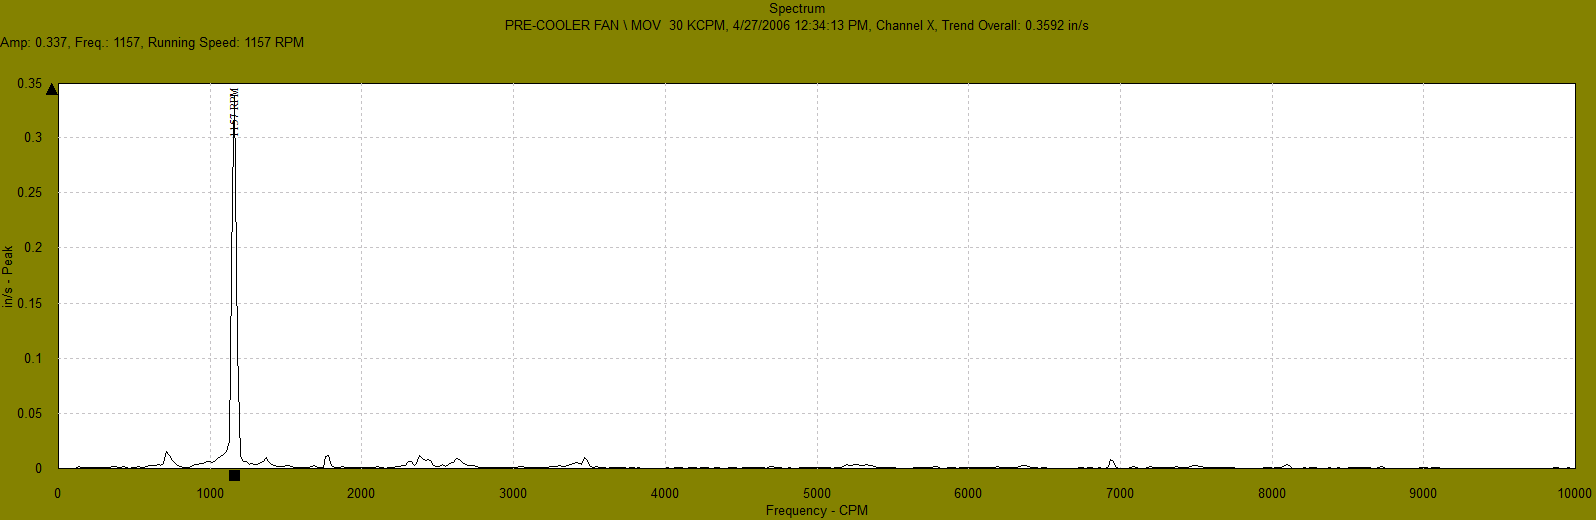 Spectrum
PRE-COOLER FAN \ MOV  30 KCPM, 4/27/2006 12:34:13 PM, Channel X, Trend Overall: 0.3592 in/s
Amp: 0.337, Freq.: 1157, Running Speed: 1157 RPM
0.35
1157 RPM
0.3
0.25
0.2
in/s - Peak
0.15
0.1
0.05
0
0 1000 2000 3000 4000 5000 6000 7000 8000 9000 10000
Frequency - CPM